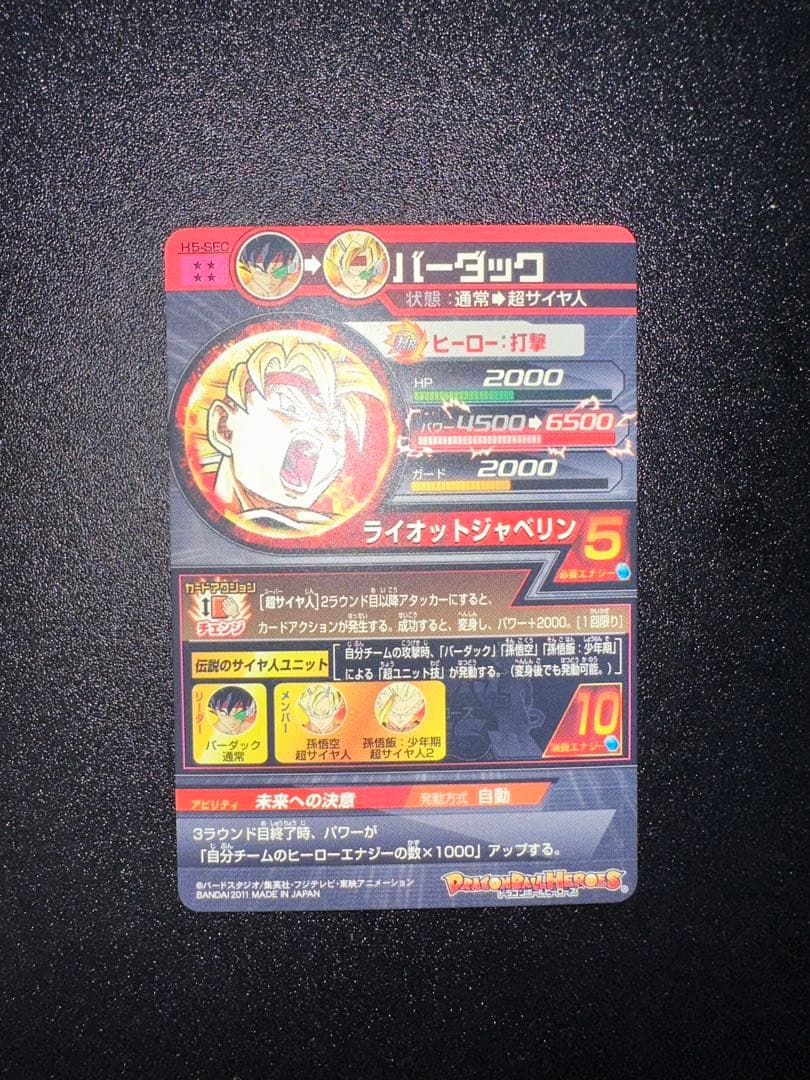 H5-SEC
バーダック
状態：通常➡超サイヤ人
HR ヒーロー：打撃
HP 2000
パワー 4500➡6500
ガード 2000
ライオットジャベリン 5
必要エナジー
カードアクション
チェンジ
[超サイヤ人]2ラウンド目以降アタッカーにすると、
カードアクションが発生する。成功すると、変身し、パワー+2000。[1回限り]
伝説のサイヤ人ユニット
自分チームの攻撃時、「バーダック」「孫悟空」「孫悟飯：少年期」
による「超ユニット技」が発動する。（変身後でも発動可能。）
リーダー
バーダック
通常
メンバー
孫悟空
超サイヤ人
孫悟飯：少年期
超サイヤ人2
10
消費エナジー
アビリティ 未来への決意 発動方式 自動
3ラウンド目終了時、パワーが
「自分チームのヒーローエナジーの数×1000」アップする。
©バードスタジオ/集英社・フジテレビ・東映アニメーション
BANDAI 2011 MADE IN JAPAN
DRAGONBALL HEROES®
ドラゴンボールヒーローズ